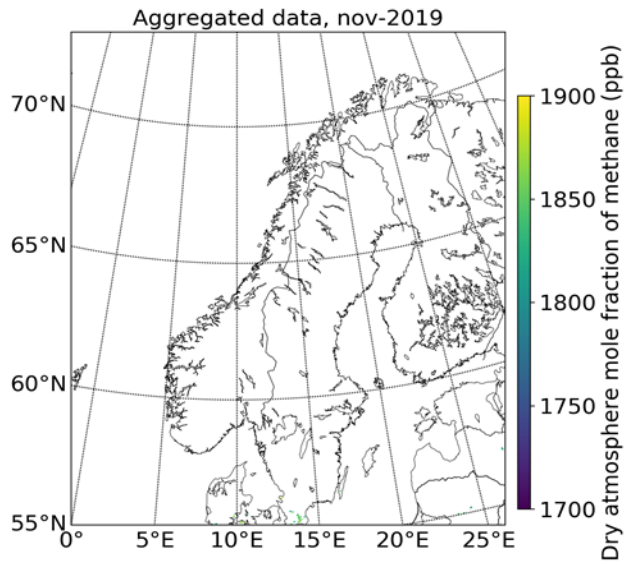 Aggregated data, nov-2019
70°N
65°N
60°N
55°N
0°
5°E
10°E
15°E
20°E
25°E
1900
1850
1800
1750
1700
Dry atmosphere mole fraction of methane (ppb)